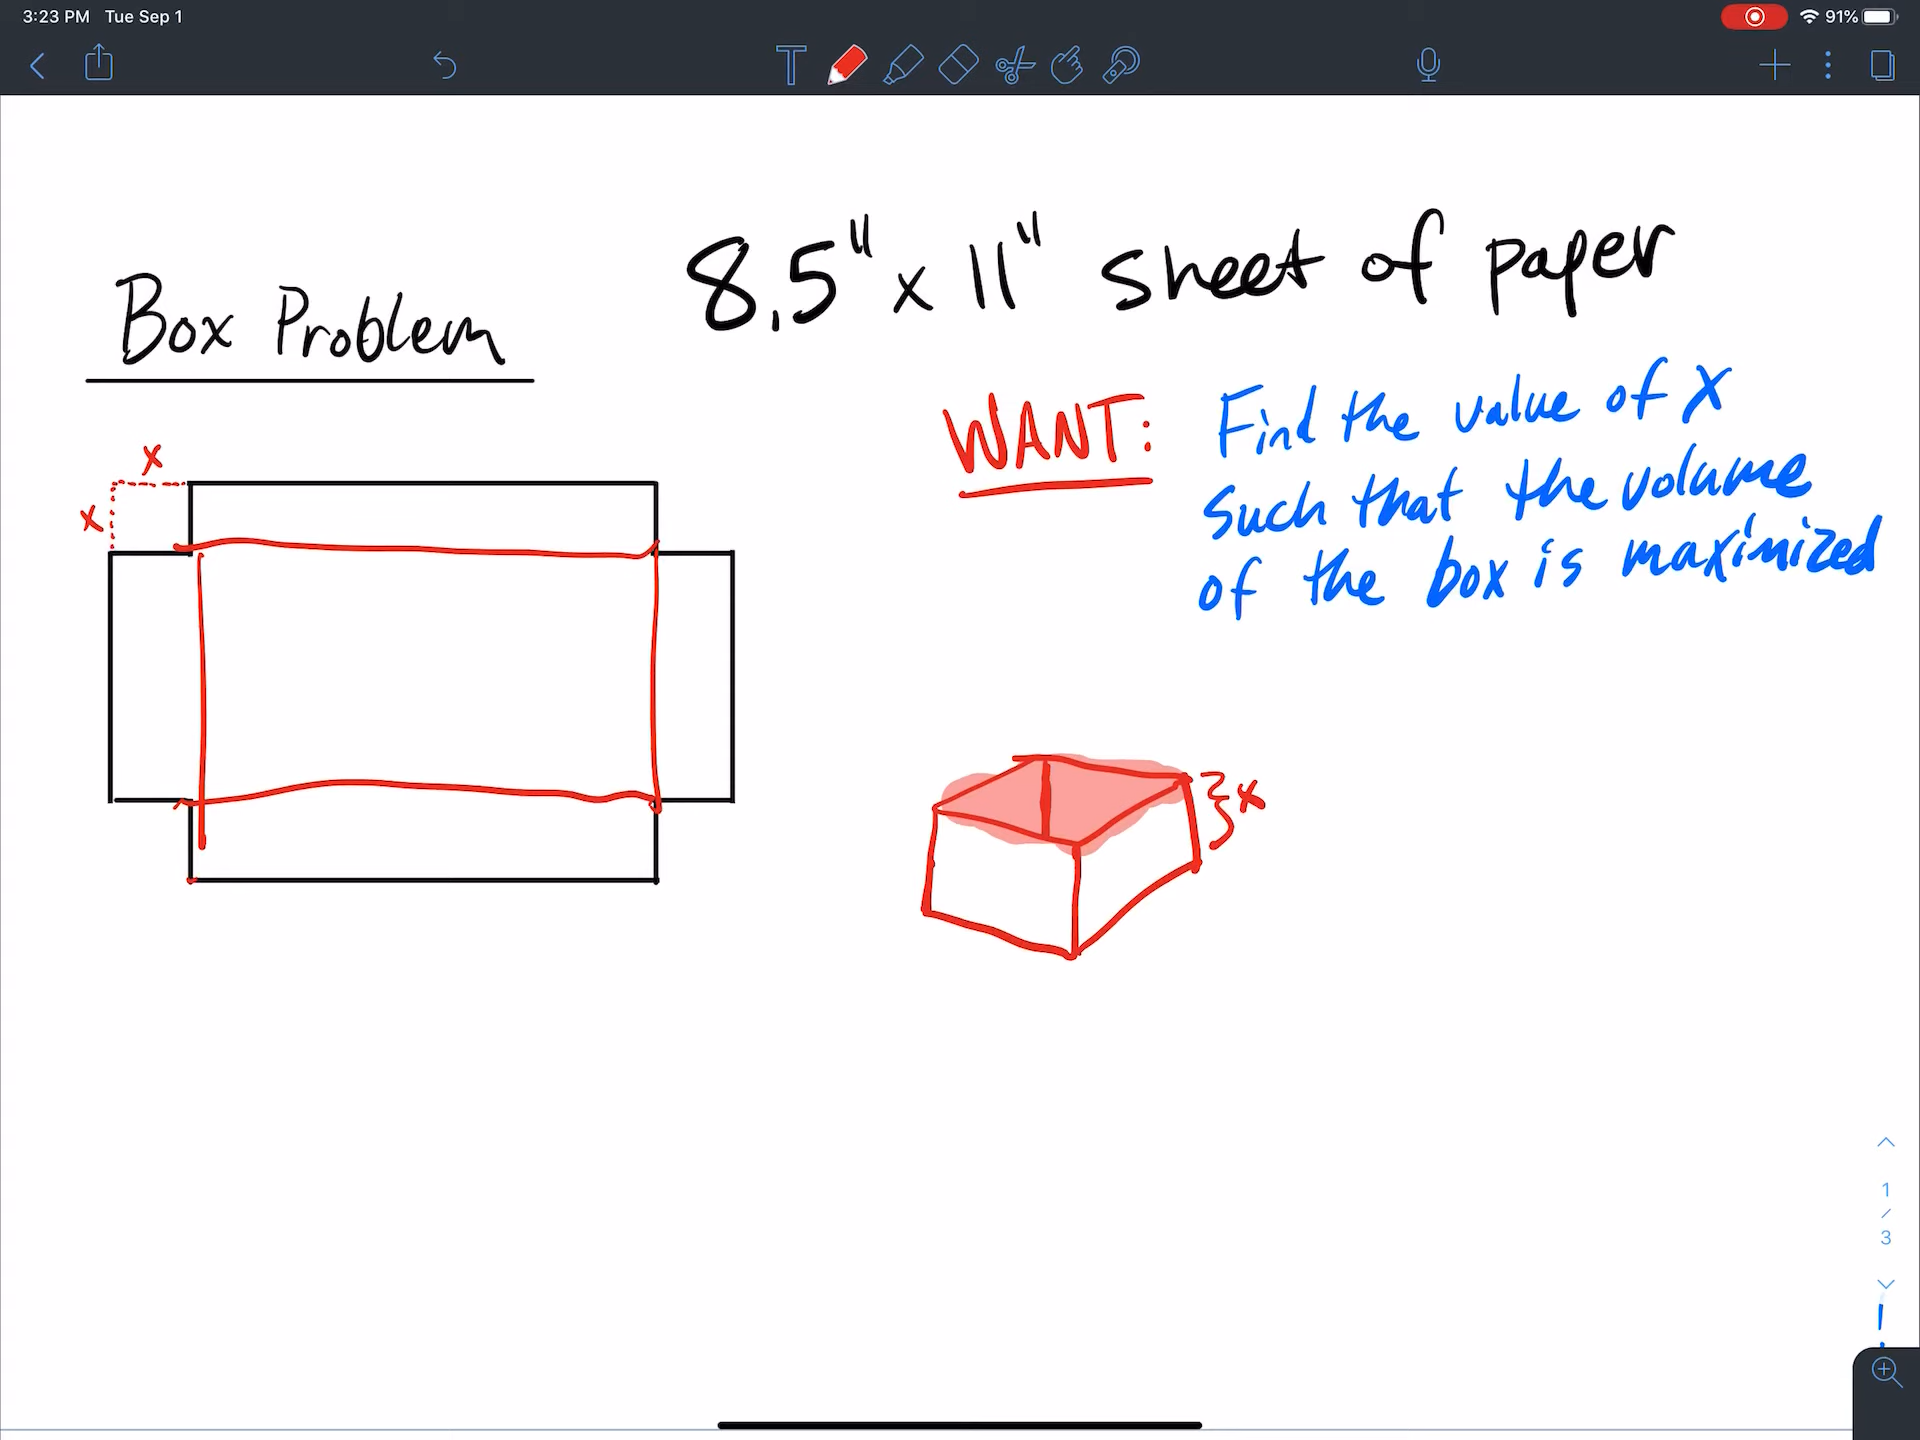 3:23 PM Tue Sep 1
91%
T
8.5" x 11" sheet of paper
Box Problem
WANT: Find the value of x
such that the volume
of the box is maximized
x
x
x
1
/
3